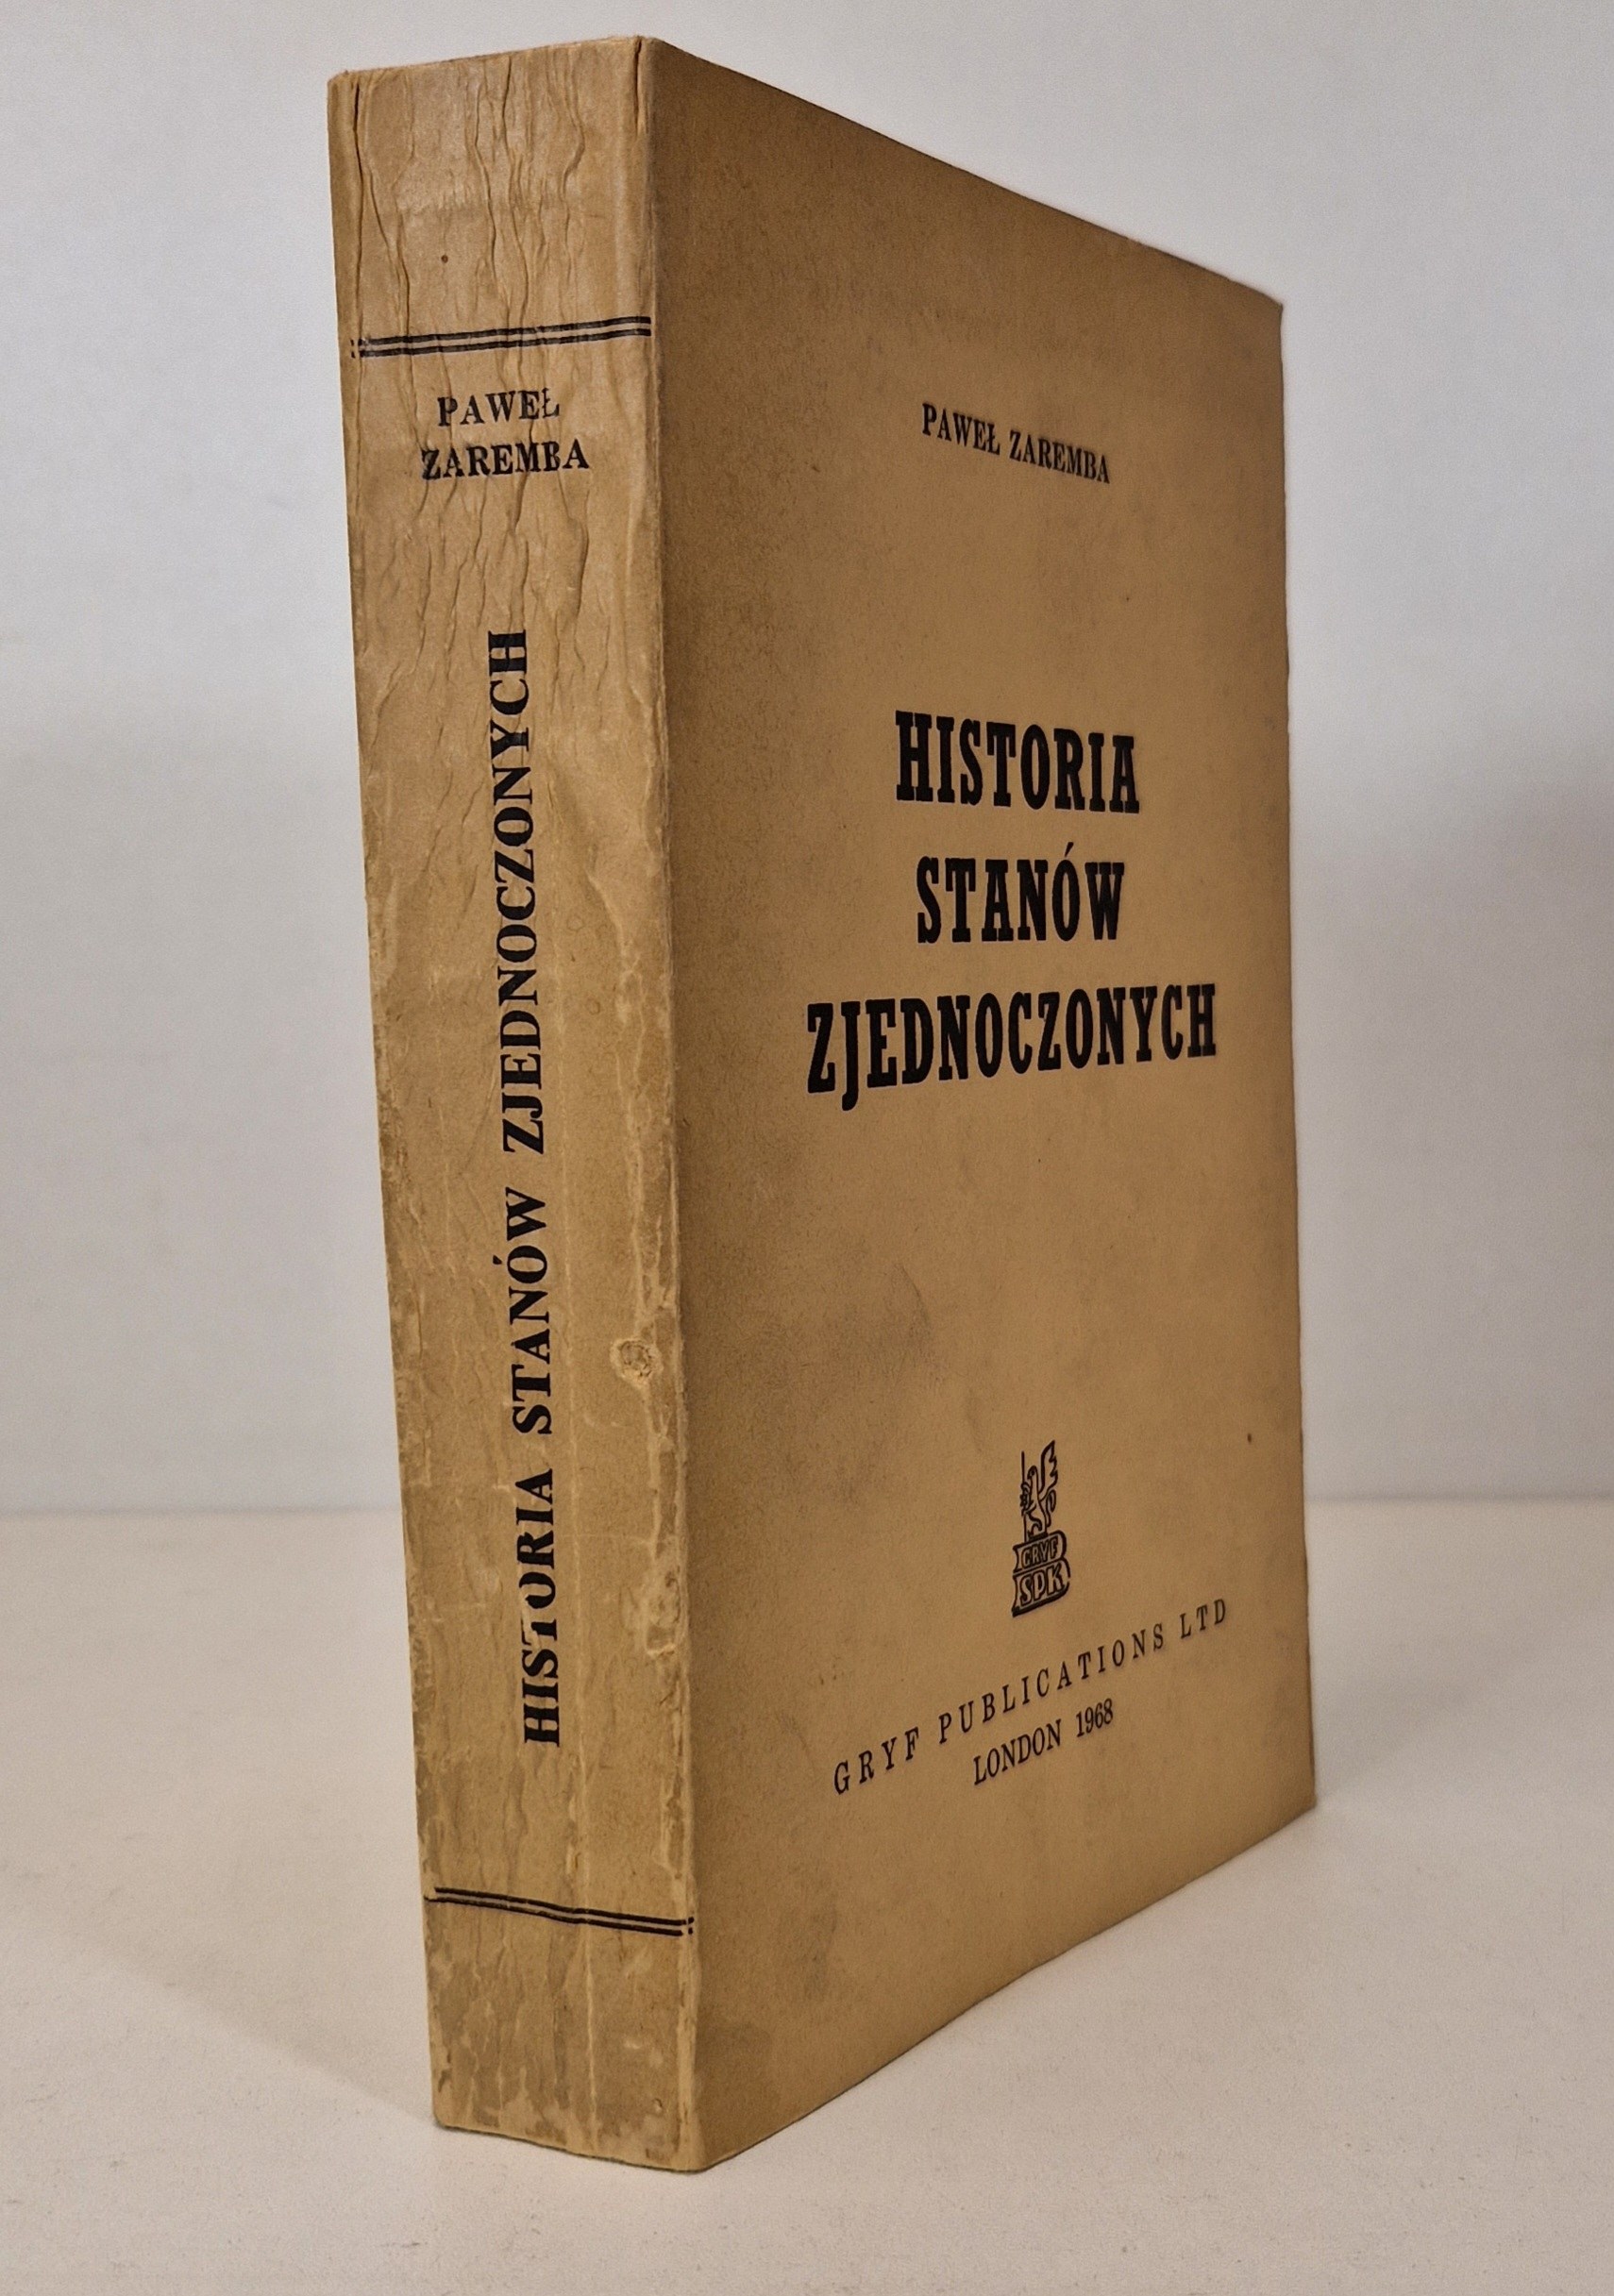 PAWEŁ
ZAREMBA
HISTORIA STANÓW ZJEDNOCZONYCH
PAWEŁ ZAREMBA
HISTORIA
STANÓW
ZJEDNOCZONYCH
GRYF
SPK
GRYF PUBLICATIONS LTD
LONDON 1968